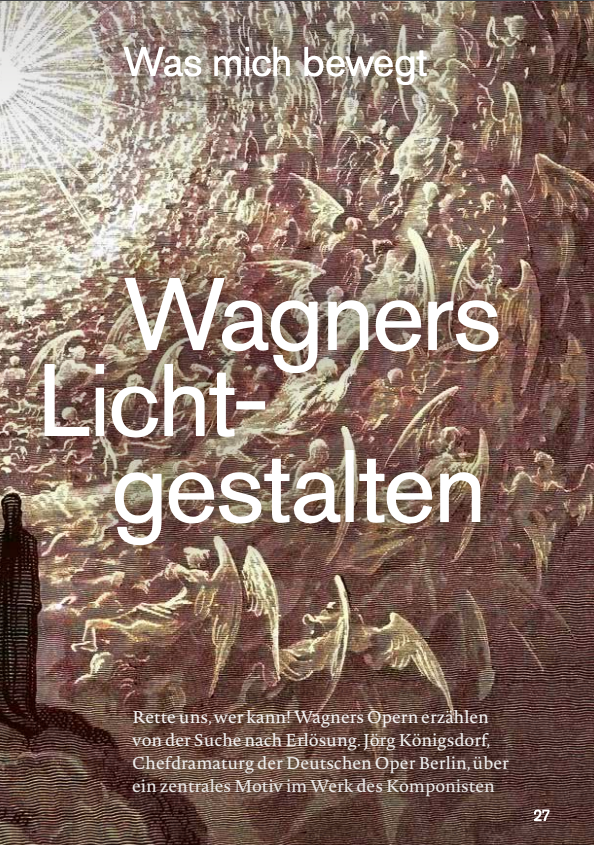 Was mich bewegt
Wagners
Licht-
gestalten
Rette uns, wer kann! Wagners Opern erzählen
von der Suche nach Erlösung. Jörg Königsdorf,
Chefdramaturg der Deutschen Oper Berlin, über
ein zentrales Motiv im Werk des Komponisten
27